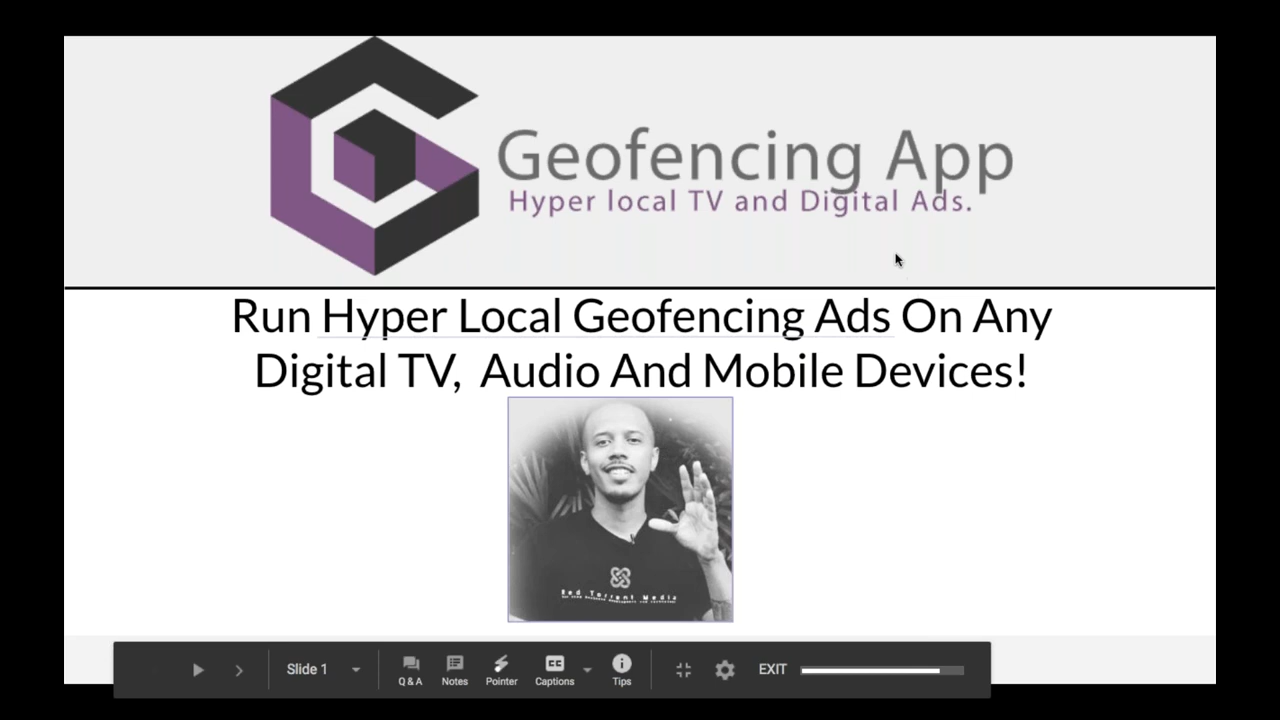 Geofencing App
Hyper local TV and Digital Ads.
Run Hyper Local Geofencing Ads On Any
Digital TV, Audio And Mobile Devices!
Red Torrent Media
Slide 1
Q & A
Notes
Pointer
CC
Captions
Tips
EXIT